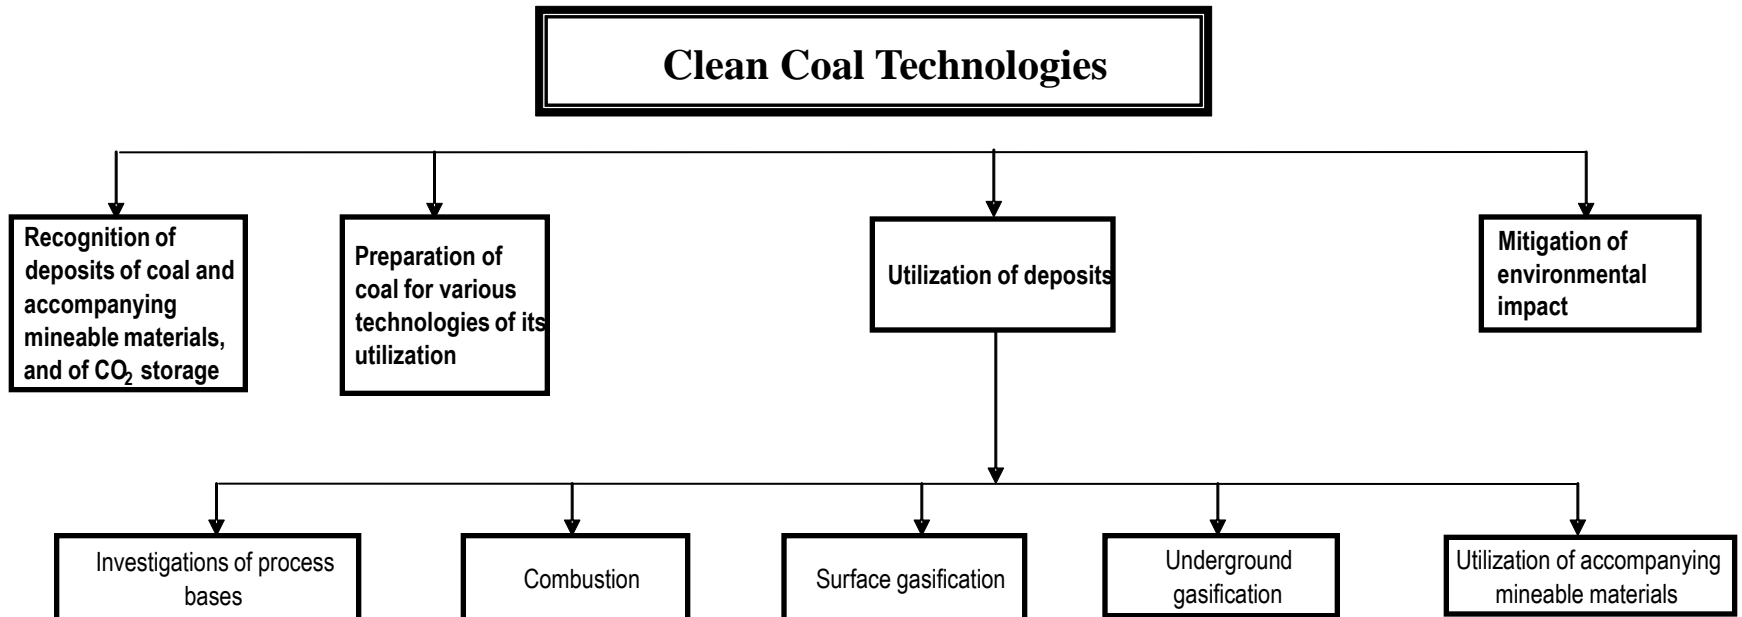 Clean Coal Technologies
Recognition of
deposits of coal and
accompanying
mineable materials,
and of CO₂ storage
Preparation of
coal for various
technologies of its
utilization
Utilization of deposits
Mitigation of
environmental
impact
Investigations of process
bases
Combustion
Surface gasification
Underground
gasification
Utilization of accompanying
mineable materials